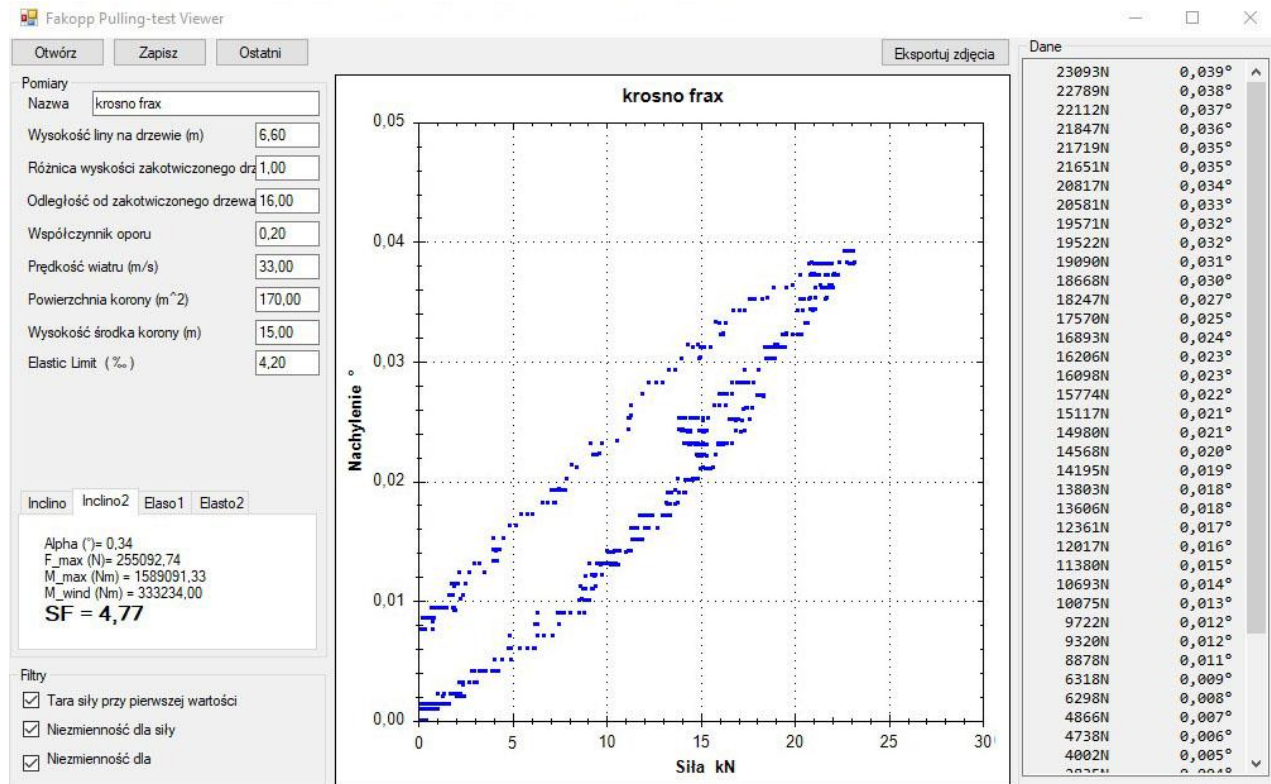 Fakopp Pulling-test Viewer
Otwórz Zapisz Ostatni Eksportuj zdjęcia
Pomiary
Nazwa krosno frax
Wysokość liny na drzewie (m) 6,60
Różnica wyskości zakotwiczonego drz 1,00
Odległość od zakotwiczonego drzewa 16,00
Współczynnik oporu 0,20
Prędkość wiatru (m/s) 33,00
Powierzchnia korony (m^2) 170,00
Wysokość środka korony (m) 15,00
Elastic Limit (‰) 4,20
Inclino Inclino2 Elaso1 Elasto2
Alpha (°)= 0,34
F_max (N)= 255092,74
M_max (Nm) = 1589091,33
M_wind (Nm) = 333234,00
SF = 4,77
Filtry
Tara siły przy pierwszej wartości
Niezmienność dla siły
Niezmienność dla
krosno frax
0,05
0,04
0,03
0,02
0,01
0,00
Nachylenie °
0 5 10 15 20 25 30
Siła kN
Dane
23093N 0,039°
22789N 0,038°
22112N 0,037°
21847N 0,036°
21719N 0,035°
21651N 0,035°
20817N 0,034°
20581N 0,033°
19571N 0,032°
19522N 0,032°
19090N 0,031°
18668N 0,030°
18247N 0,027°
17570N 0,025°
16893N 0,024°
16206N 0,023°
16098N 0,023°
15774N 0,022°
15117N 0,021°
14980N 0,021°
14568N 0,020°
14195N 0,019°
13803N 0,018°
13606N 0,018°
12361N 0,017°
12017N 0,016°
11380N 0,015°
10693N 0,014°
10075N 0,013°
9722N 0,012°
9320N 0,012°
8878N 0,011°
6318N 0,009°
6298N 0,008°
4866N 0,007°
4738N 0,006°
4002N 0,005°